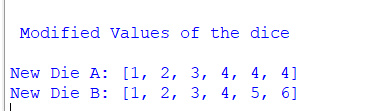 Modified Values of the dice
New Die A: [1, 2, 3, 4, 4, 4]
New Die B: [1, 2, 3, 4, 5, 6]